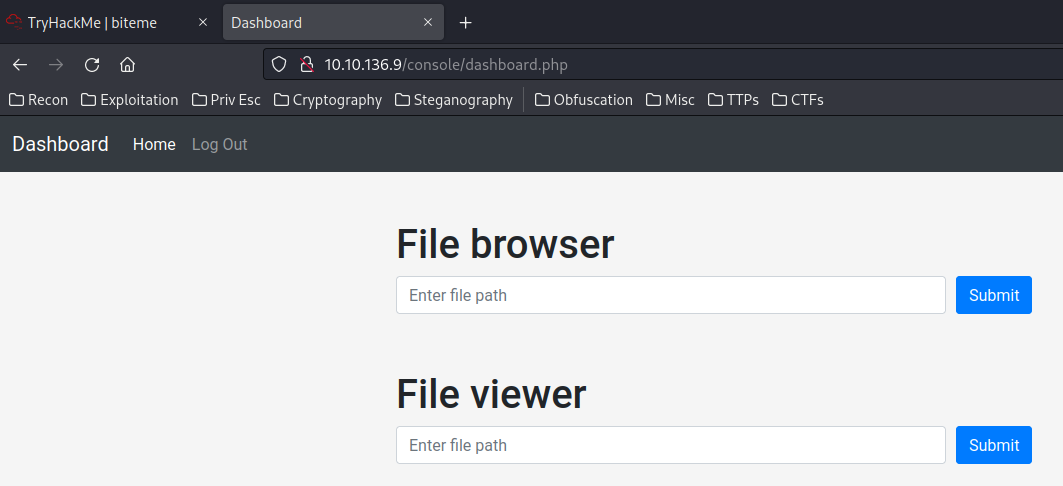 TryHackMe | biteme
Dashboard
10.10.136.9/console/dashboard.php
Recon Exploitation Priv Esc Cryptography Steganography Obfuscation Misc TTPs CTFs
Dashboard Home Log Out
File browser
Enter file path Submit
File viewer
Enter file path Submit